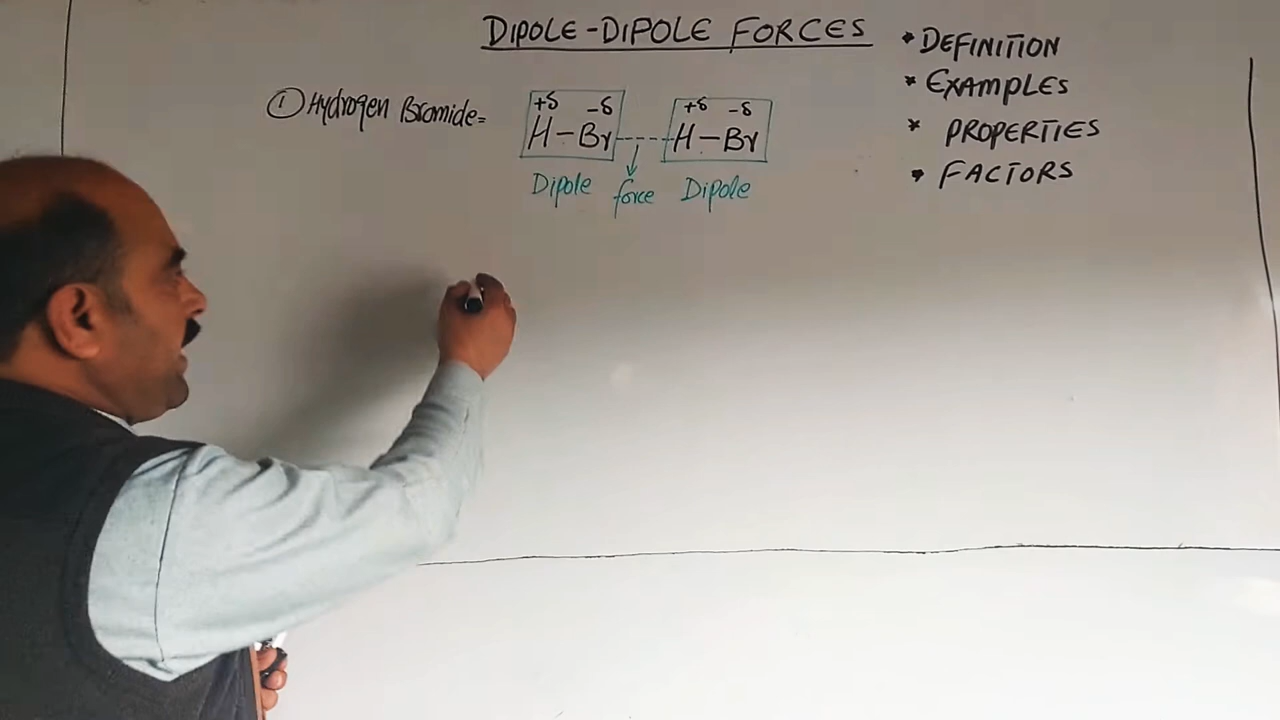 DIPOLE-DIPOLE FORCES
* DEFINITION
* EXAMPLES
* PROPERTIES
* FACTORS
① Hydrogen Bromide=
+δ -δ +δ -δ
H-Br----H-Br
Dipole force Dipole